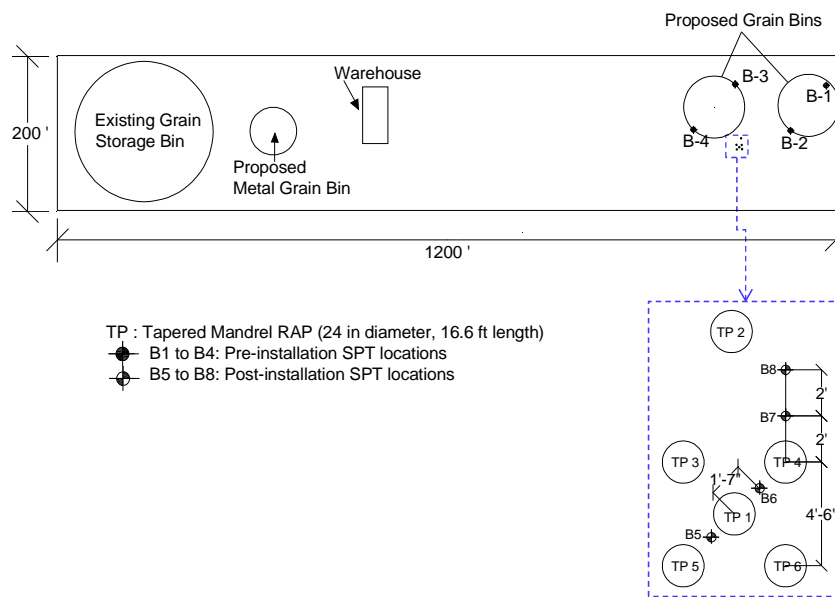 Proposed Grain Bins
Warehouse
B-3
B-1
200 '
Existing Grain
Storage Bin
B-4
B-2
Proposed
Metal Grain Bin
1200 '
TP : Tapered Mandrel RAP (24 in diameter, 16.6 ft length)
B1 to B4: Pre-installation SPT locations
B5 to B8: Post-installation SPT locations
TP 2
B8
2'
B7
2'
TP 3
TP 4
1'-7"
B6
TP 1
4'-6"
B5
TP 5
TP 6